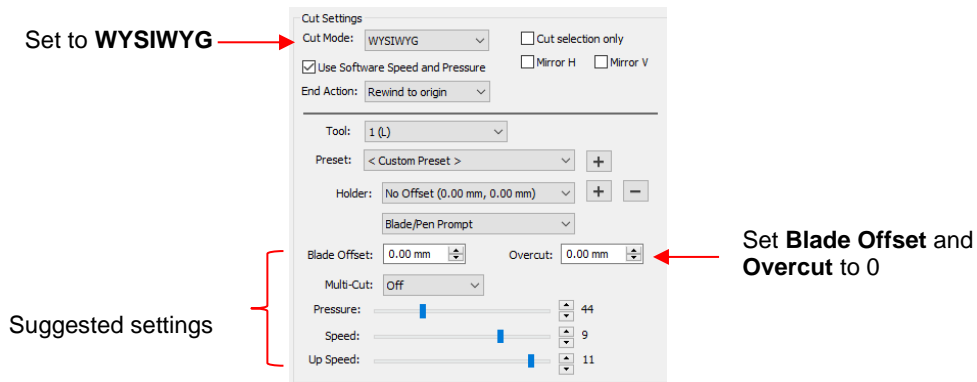 Cut Settings
Set to WYSIWYG
Cut Mode: WYSIWYG Cut selection only
Use Software Speed and Pressure Mirror H Mirror V
End Action: Rewind to origin
Tool: 1 (L)
Preset: < Custom Preset > +
Holder: No Offset (0.00 mm, 0.00 mm) + −
Blade/Pen Prompt
Blade Offset: 0.00 mm Overcut: 0.00 mm
Set Blade Offset and
Overcut to 0
Multi-Cut: Off
Suggested settings
Pressure: 44
Speed: 9
Up Speed: 11